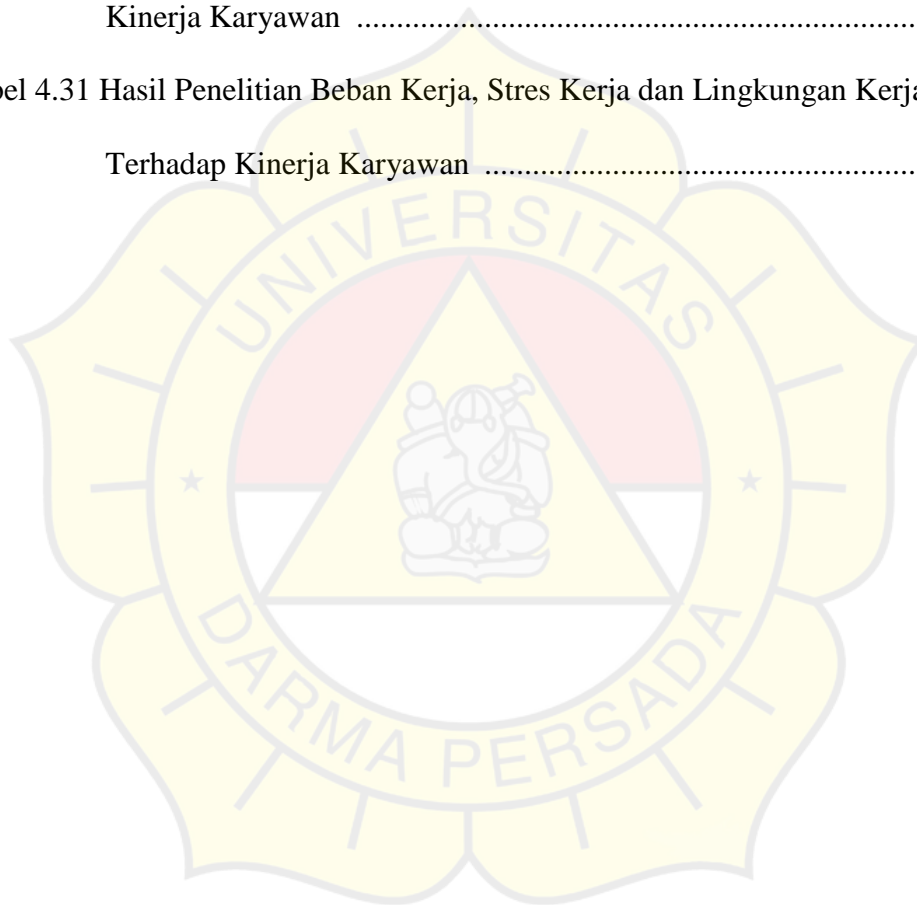 Kinerja Karyawan ......................................................................
bel 4.31 Hasil Penelitian Beban Kerja, Stres Kerja dan Lingkungan Kerja
Terhadap Kinerja Karyawan ......................................................
UNIVERSITAS
DARMA PERSADA